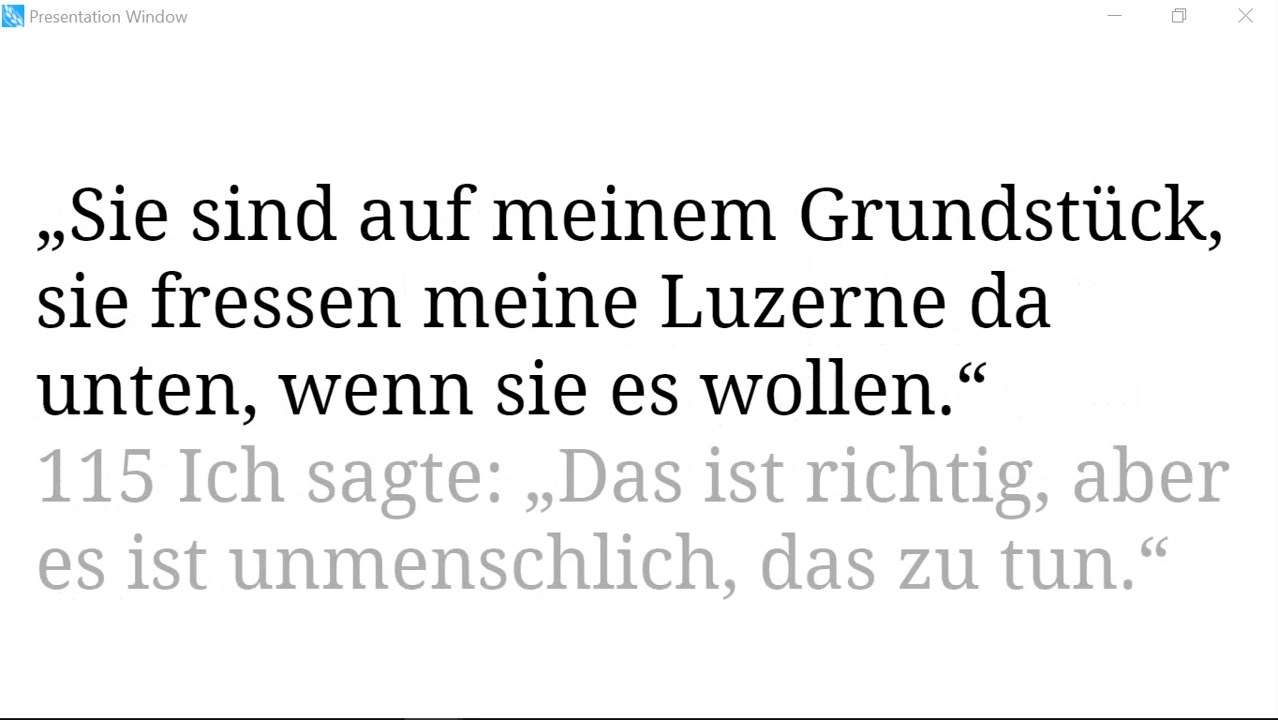 Presentation Window
„Sie sind auf meinem Grundstück,
sie fressen meine Luzerne da
unten, wenn sie es wollen.“
115 Ich sagte: „Das ist richtig, aber
es ist unmenschlich, das zu tun.“